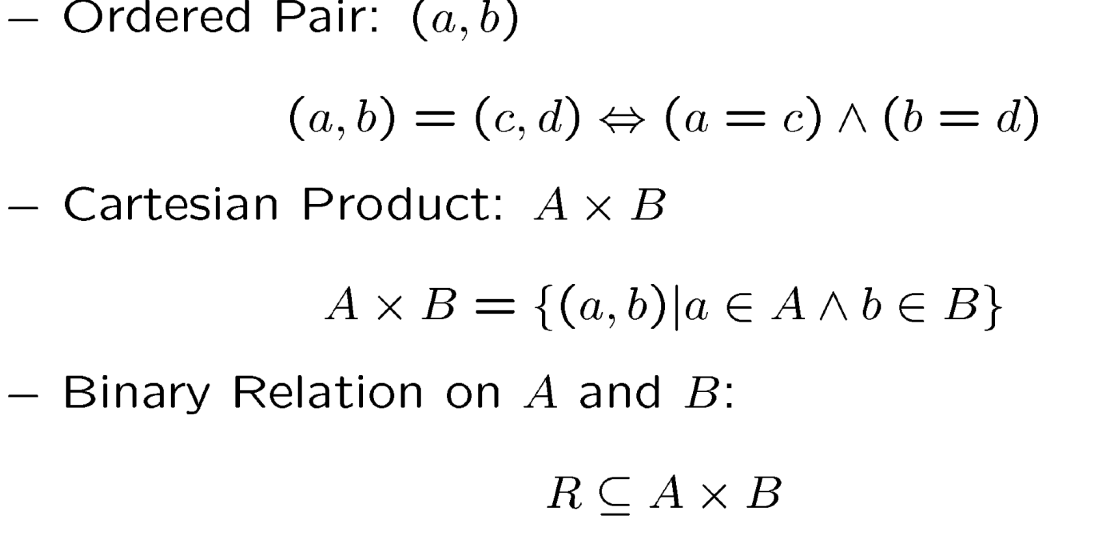 – Ordered Pair: (a, b)
(a, b) = (c, d) ⇔ (a = c) ∧ (b = d)
– Cartesian Product: A × B
A × B = {(a, b)|a ∈ A ∧ b ∈ B}
– Binary Relation on A and B:
R ⊆ A × B